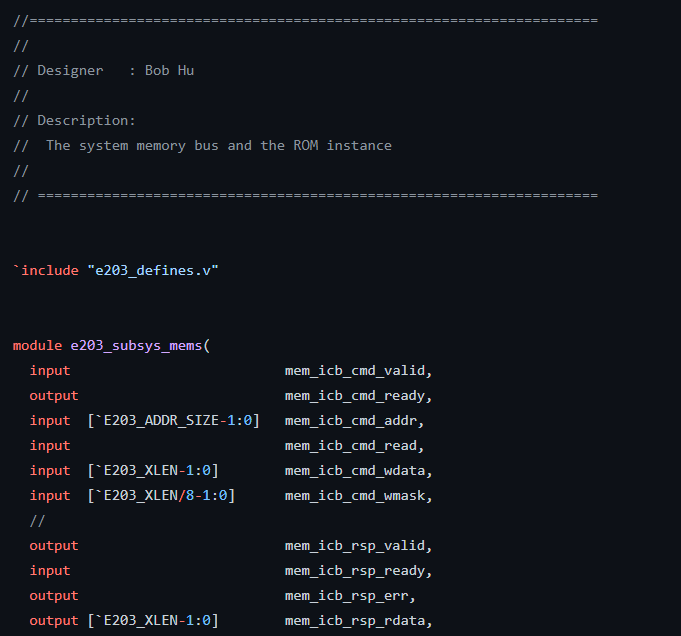 //=====================================================================
//
// Designer   : Bob Hu
//
// Description:
//  The system memory bus and the ROM instance
//
// ====================================================================
`include "e203_defines.v"
module e203_subsys_mems(
  input                          mem_icb_cmd_valid,
  output                         mem_icb_cmd_ready,
  input  [`E203_ADDR_SIZE-1:0]   mem_icb_cmd_addr,
  input                          mem_icb_cmd_read,
  input  [`E203_XLEN-1:0]        mem_icb_cmd_wdata,
  input  [`E203_XLEN/8-1:0]      mem_icb_cmd_wmask,
  //
  output                         mem_icb_rsp_valid,
  input                          mem_icb_rsp_ready,
  output                         mem_icb_rsp_err,
  output [`E203_XLEN-1:0]        mem_icb_rsp_rdata,